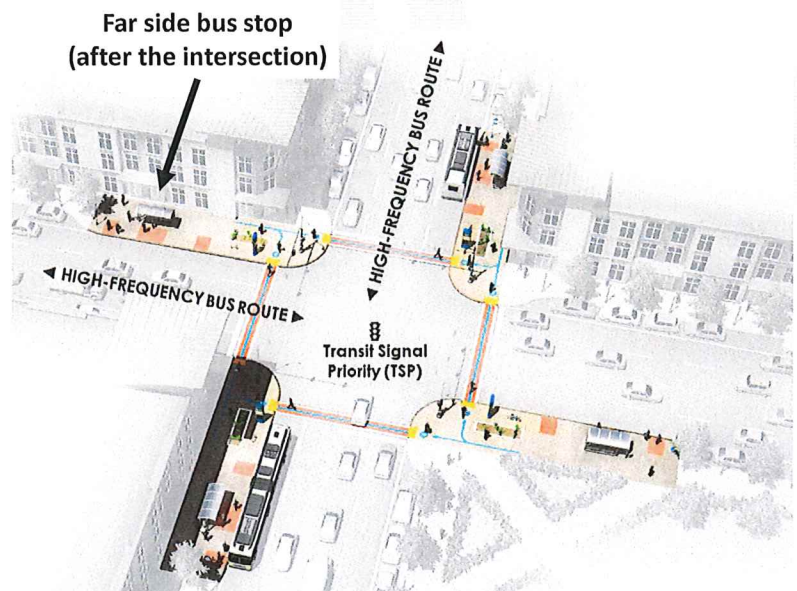 Far side bus stop
(after the intersection)
◄ HIGH-FREQUENCY BUS ROUTE ►
◄ HIGH-FREQUENCY BUS ROUTE ►
Transit Signal
Priority (TSP)